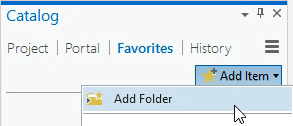 Catalog
Project Portal Favorites History
Add Item
Add Folder